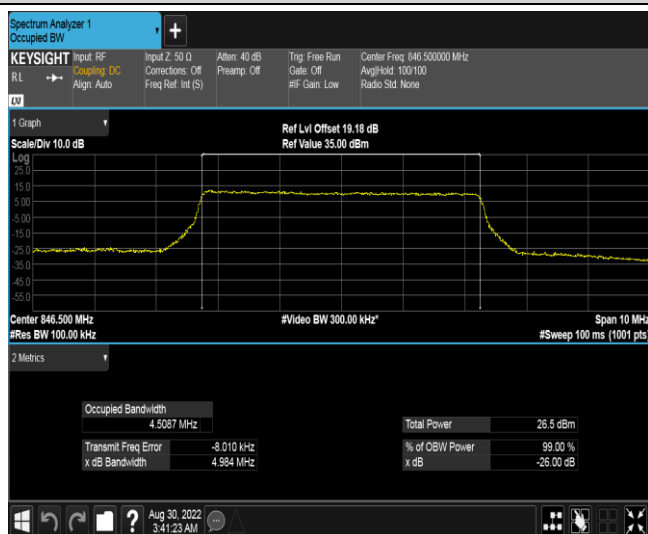 Spectrum Analyzer 1
Occupied BW
KEYSIGHT
R L
LXI
Input: RF
Coupling: DC
Align: Auto
Input Z: 50 Ω
Corrections: Off
Freq Ref: Int (S)
Atten: 40 dB
Preamp: Off
Trig: Free Run
Gate: Off
#IF Gain: Low
Center Freq: 846.500000 MHz
Avg|Hold: 100/100
Radio Std: None
1 Graph
Scale/Div 10.0 dB
Ref Lvl Offset 19.18 dB
Ref Value 35.00 dBm
Log
25.0
15.0
5.00
-5.00
-15.0
-25.0
-35.0
-45.0
-55.0
Center 846.500 MHz
#Res BW 100.00 kHz
#Video BW 300.00 kHz*
Span 10 MHz
#Sweep 100 ms (1001 pts)
2 Metrics
Occupied Bandwidth
4.5087 MHz
Transmit Freq Error -8.010 kHz
x dB Bandwidth 4.984 MHz
Total Power 26.5 dBm
% of OBW Power 99.00 %
x dB -26.00 dB
Aug 30, 2022
3:41:23 AM